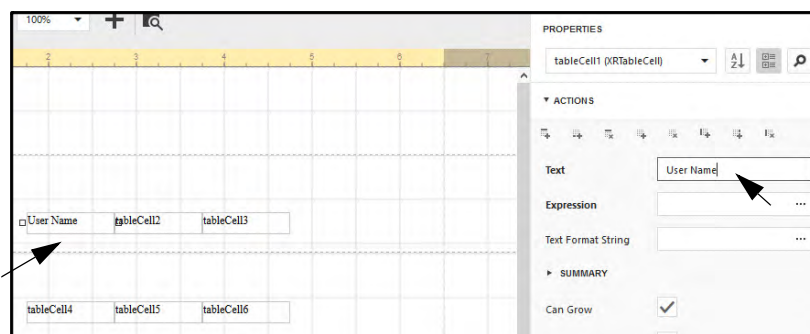 100%
2 3 4 5 6 7
User Name tableCell2 tableCell3
tableCell4 tableCell5 tableCell6
PROPERTIES
tableCell1 (XRTableCell)
ACTIONS
Text User Name
Expression ...
Text Format String ...
SUMMARY
Can Grow